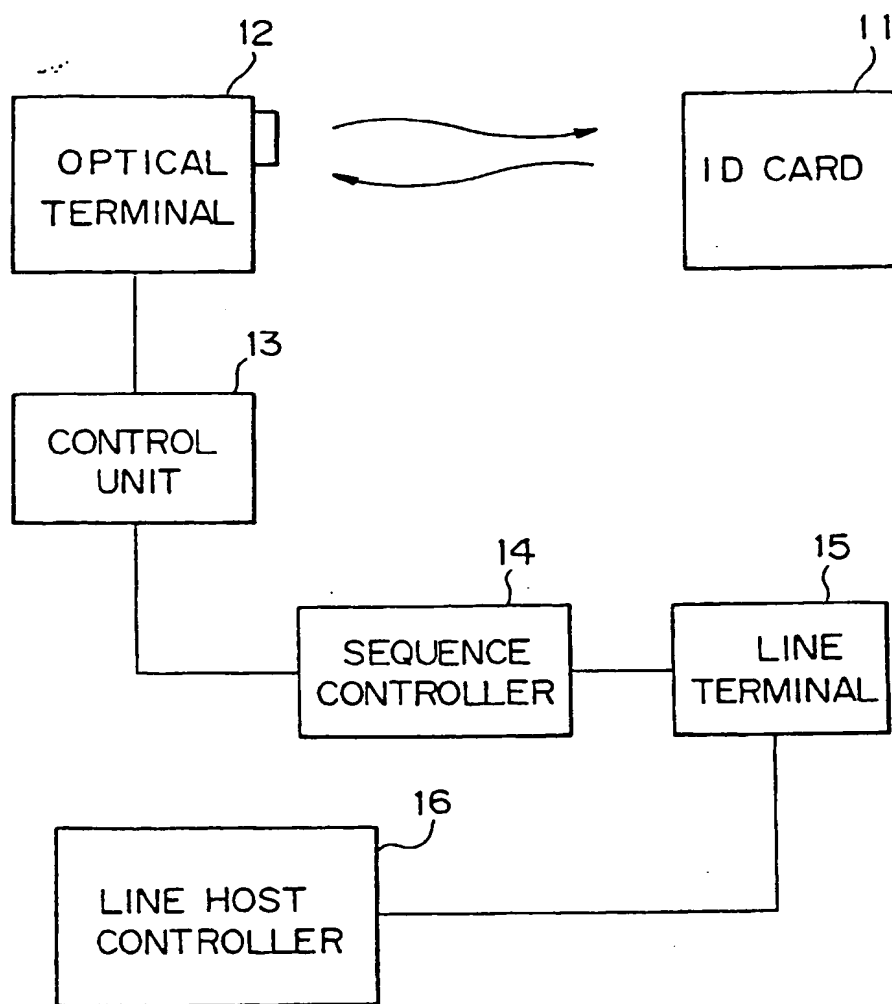 12
11
OPTICAL
TERMINAL
ID CARD
13
CONTROL
UNIT
14
15
SEQUENCE
CONTROLLER
LINE
TERMINAL
16
LINE HOST
CONTROLLER